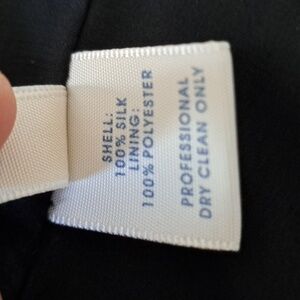 SHELL:
100% SILK
LINING:
100% POLYESTER
PROFESSIONAL
DRY CLEAN ONLY